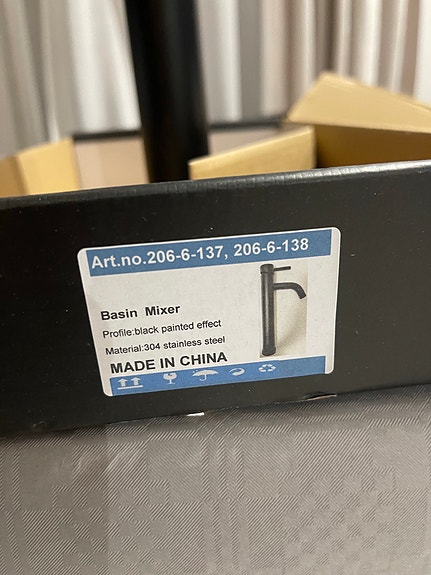 Art.no.206-6-137, 206-6-138
Basin Mixer
Profile:black painted effect
Material:304 stainless steel
MADE IN CHINA